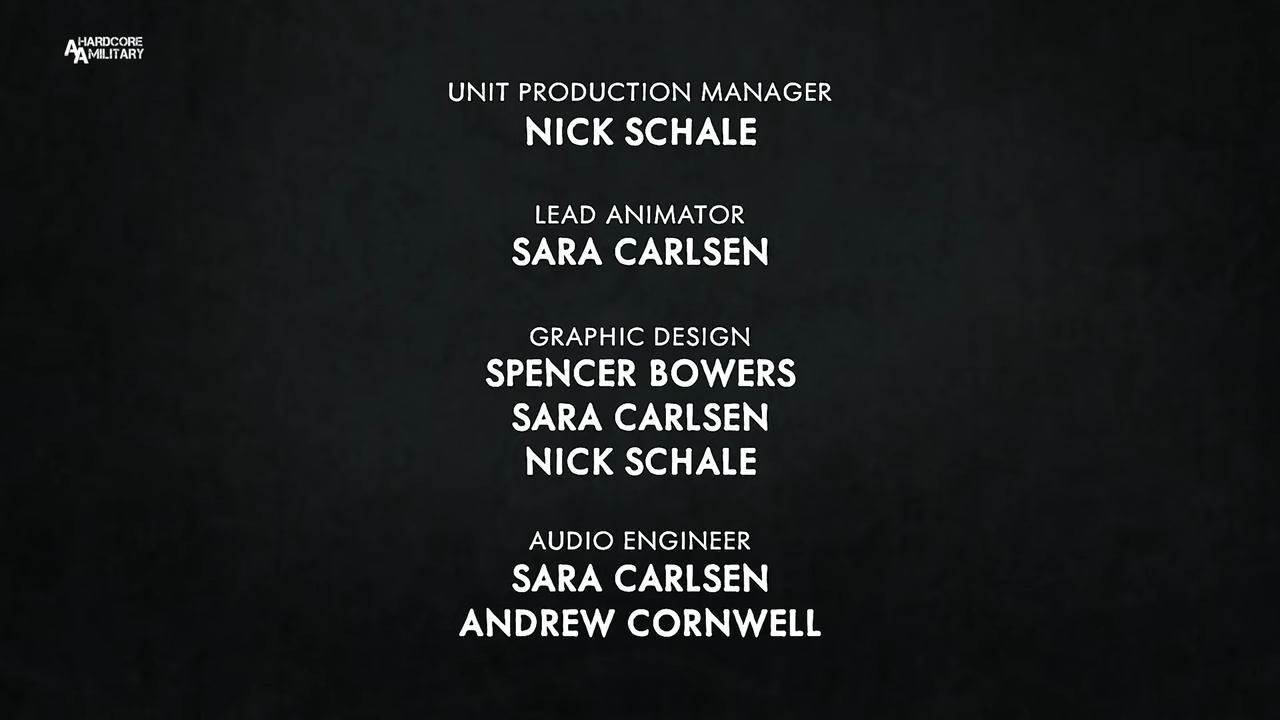 HARDCORE
AA MILITARY
UNIT PRODUCTION MANAGER
NICK SCHALE
LEAD ANIMATOR
SARA CARLSEN
GRAPHIC DESIGN
SPENCER BOWERS
SARA CARLSEN
NICK SCHALE
AUDIO ENGINEER
SARA CARLSEN
ANDREW CORNWELL